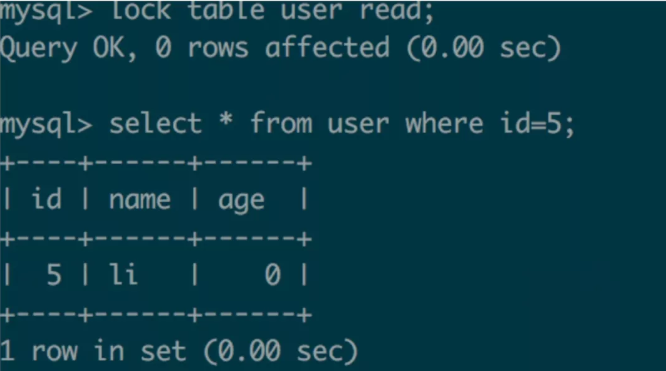 mysql> lock table user read;
Query OK, 0 rows affected (0.00 sec)
mysql> select * from user where id=5;
+----+------+------+
| id | name | age  |
+----+------+------+
|  5 | li   |    0 |
+----+------+------+
1 row in set (0.00 sec)